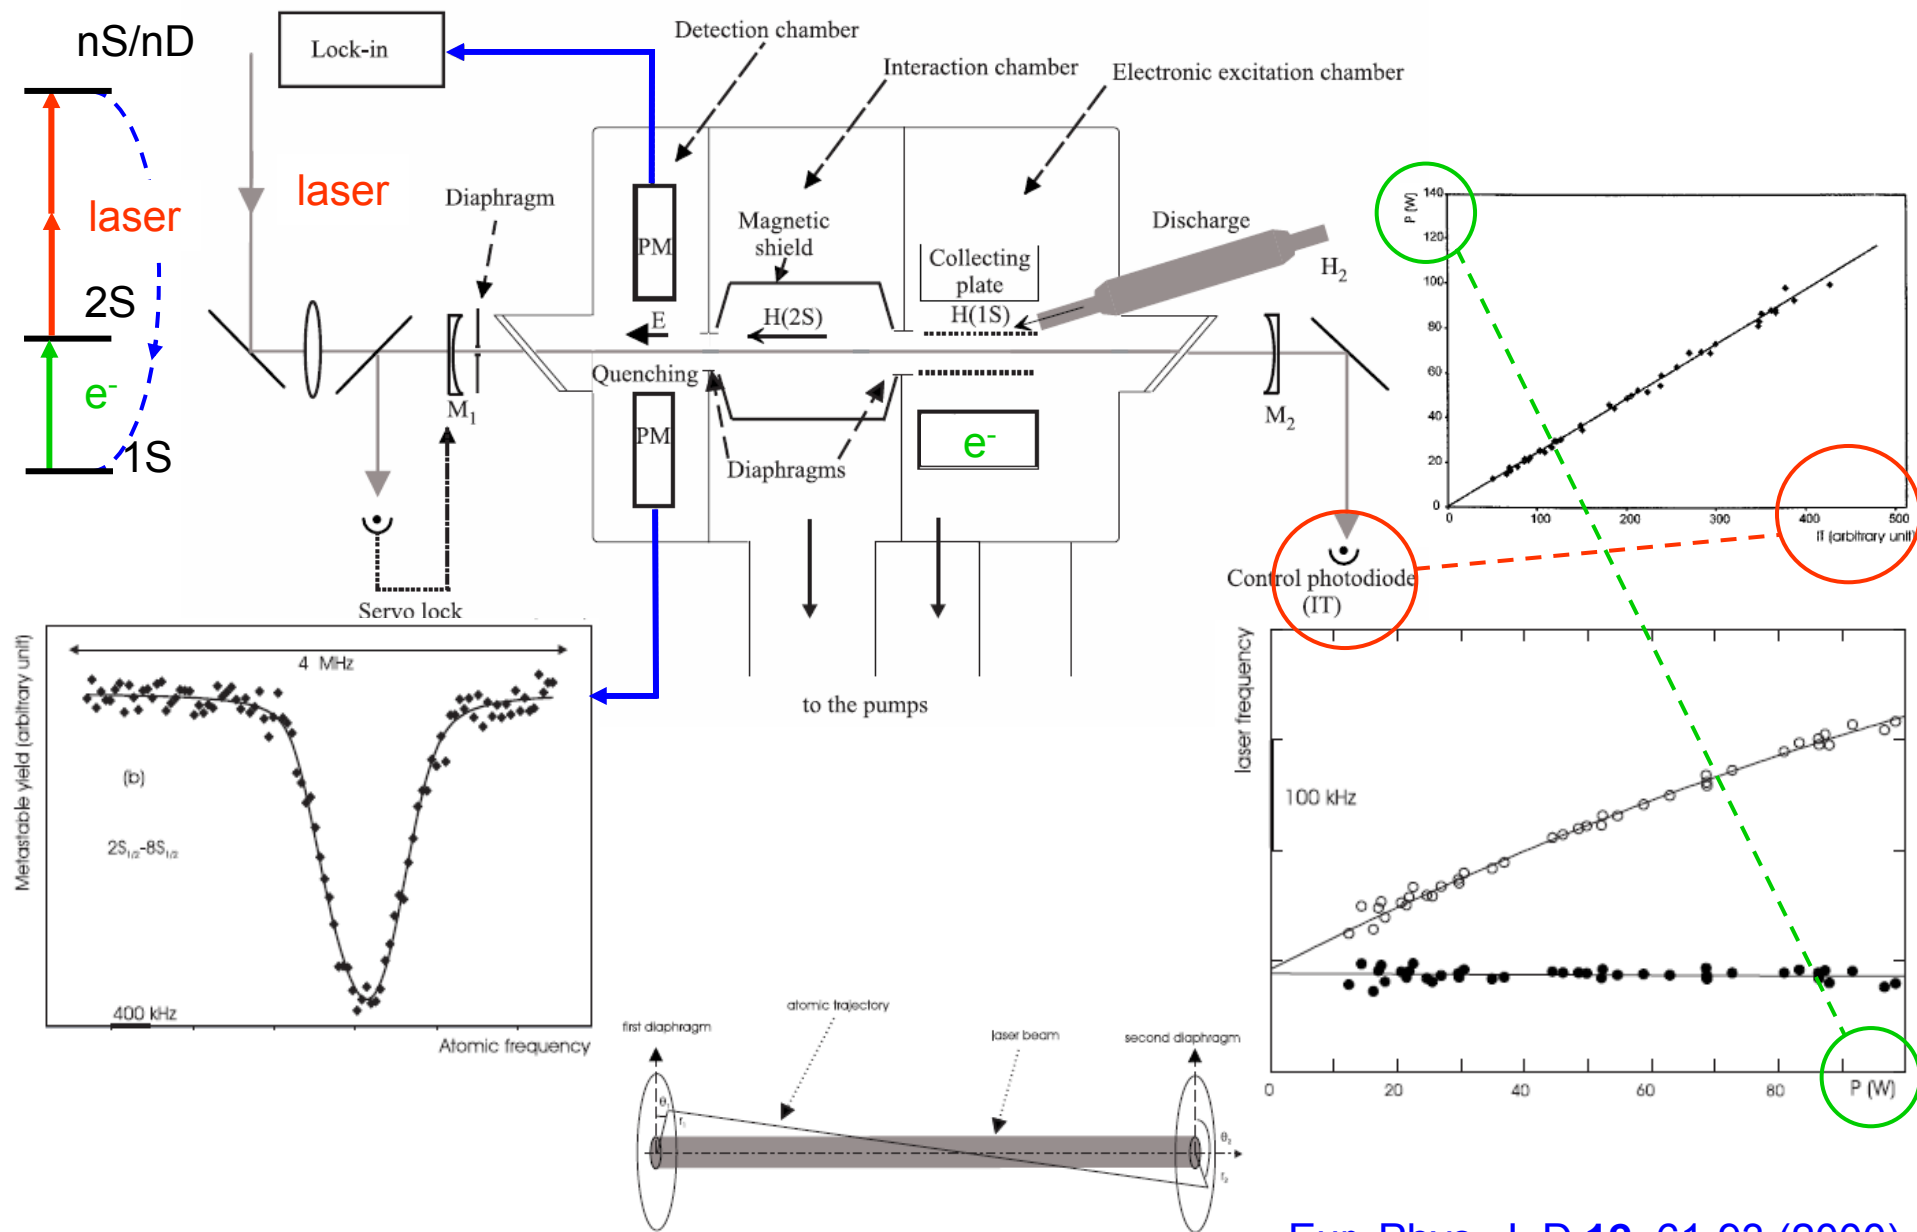 nS/nD
Lock-in
Detection chamber
Interaction chamber
Electronic excitation chamber
laser
laser
2S
e-
1S
Diaphragm
PM
Magnetic
shield
Collecting
plate
Discharge
H2
E
H(2S)
H(1S)
Quenching
M1
PM
Diaphragms
e-
M2
Servo lock
Control photodiode
(IT)
to the pumps
P (W)
140
120
100
80
60
40
20
0
0
100
200
300
400
500
IT (arbitrary unit)
Metastable yield (arbitrary unit)
4 MHz
(b)
2S1/2-8S1/2
400 kHz
Atomic frequency
laser frequency
100 kHz
0
20
40
60
80
P (W)
first diaphragm
atomic trajectory
laser beam
second diaphragm
θ1
r1
θ2
r2